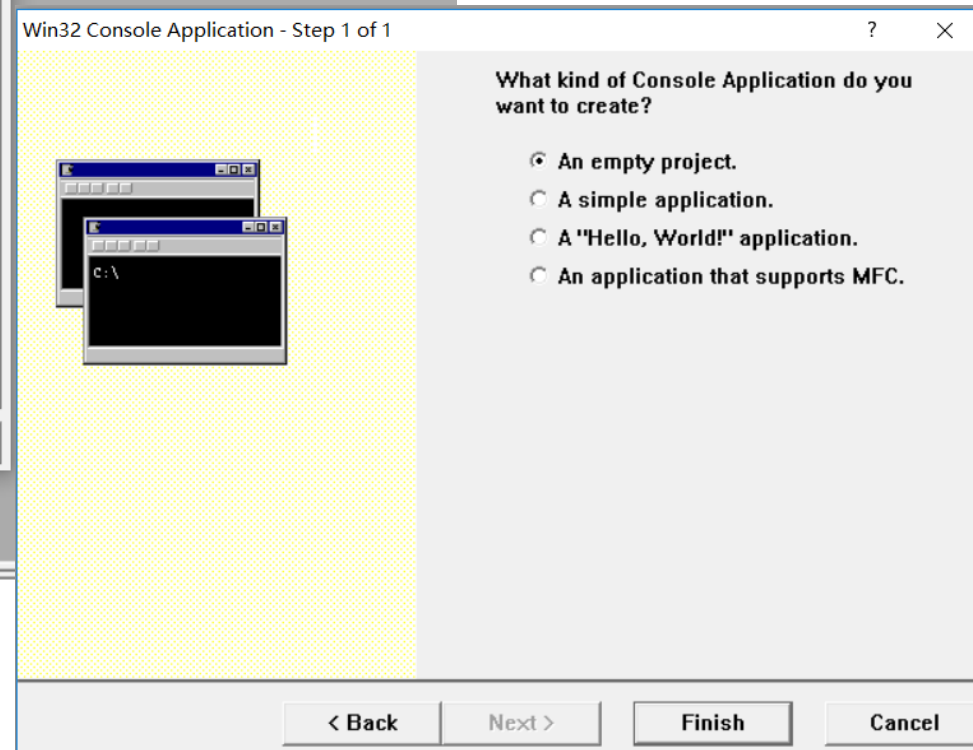 Win32 Console Application - Step 1 of 1
?
What kind of Console Application do you
want to create?
An empty project.
A simple application.
A "Hello, World!" application.
An application that supports MFC.
C:\
< Back
Next >
Finish
Cancel